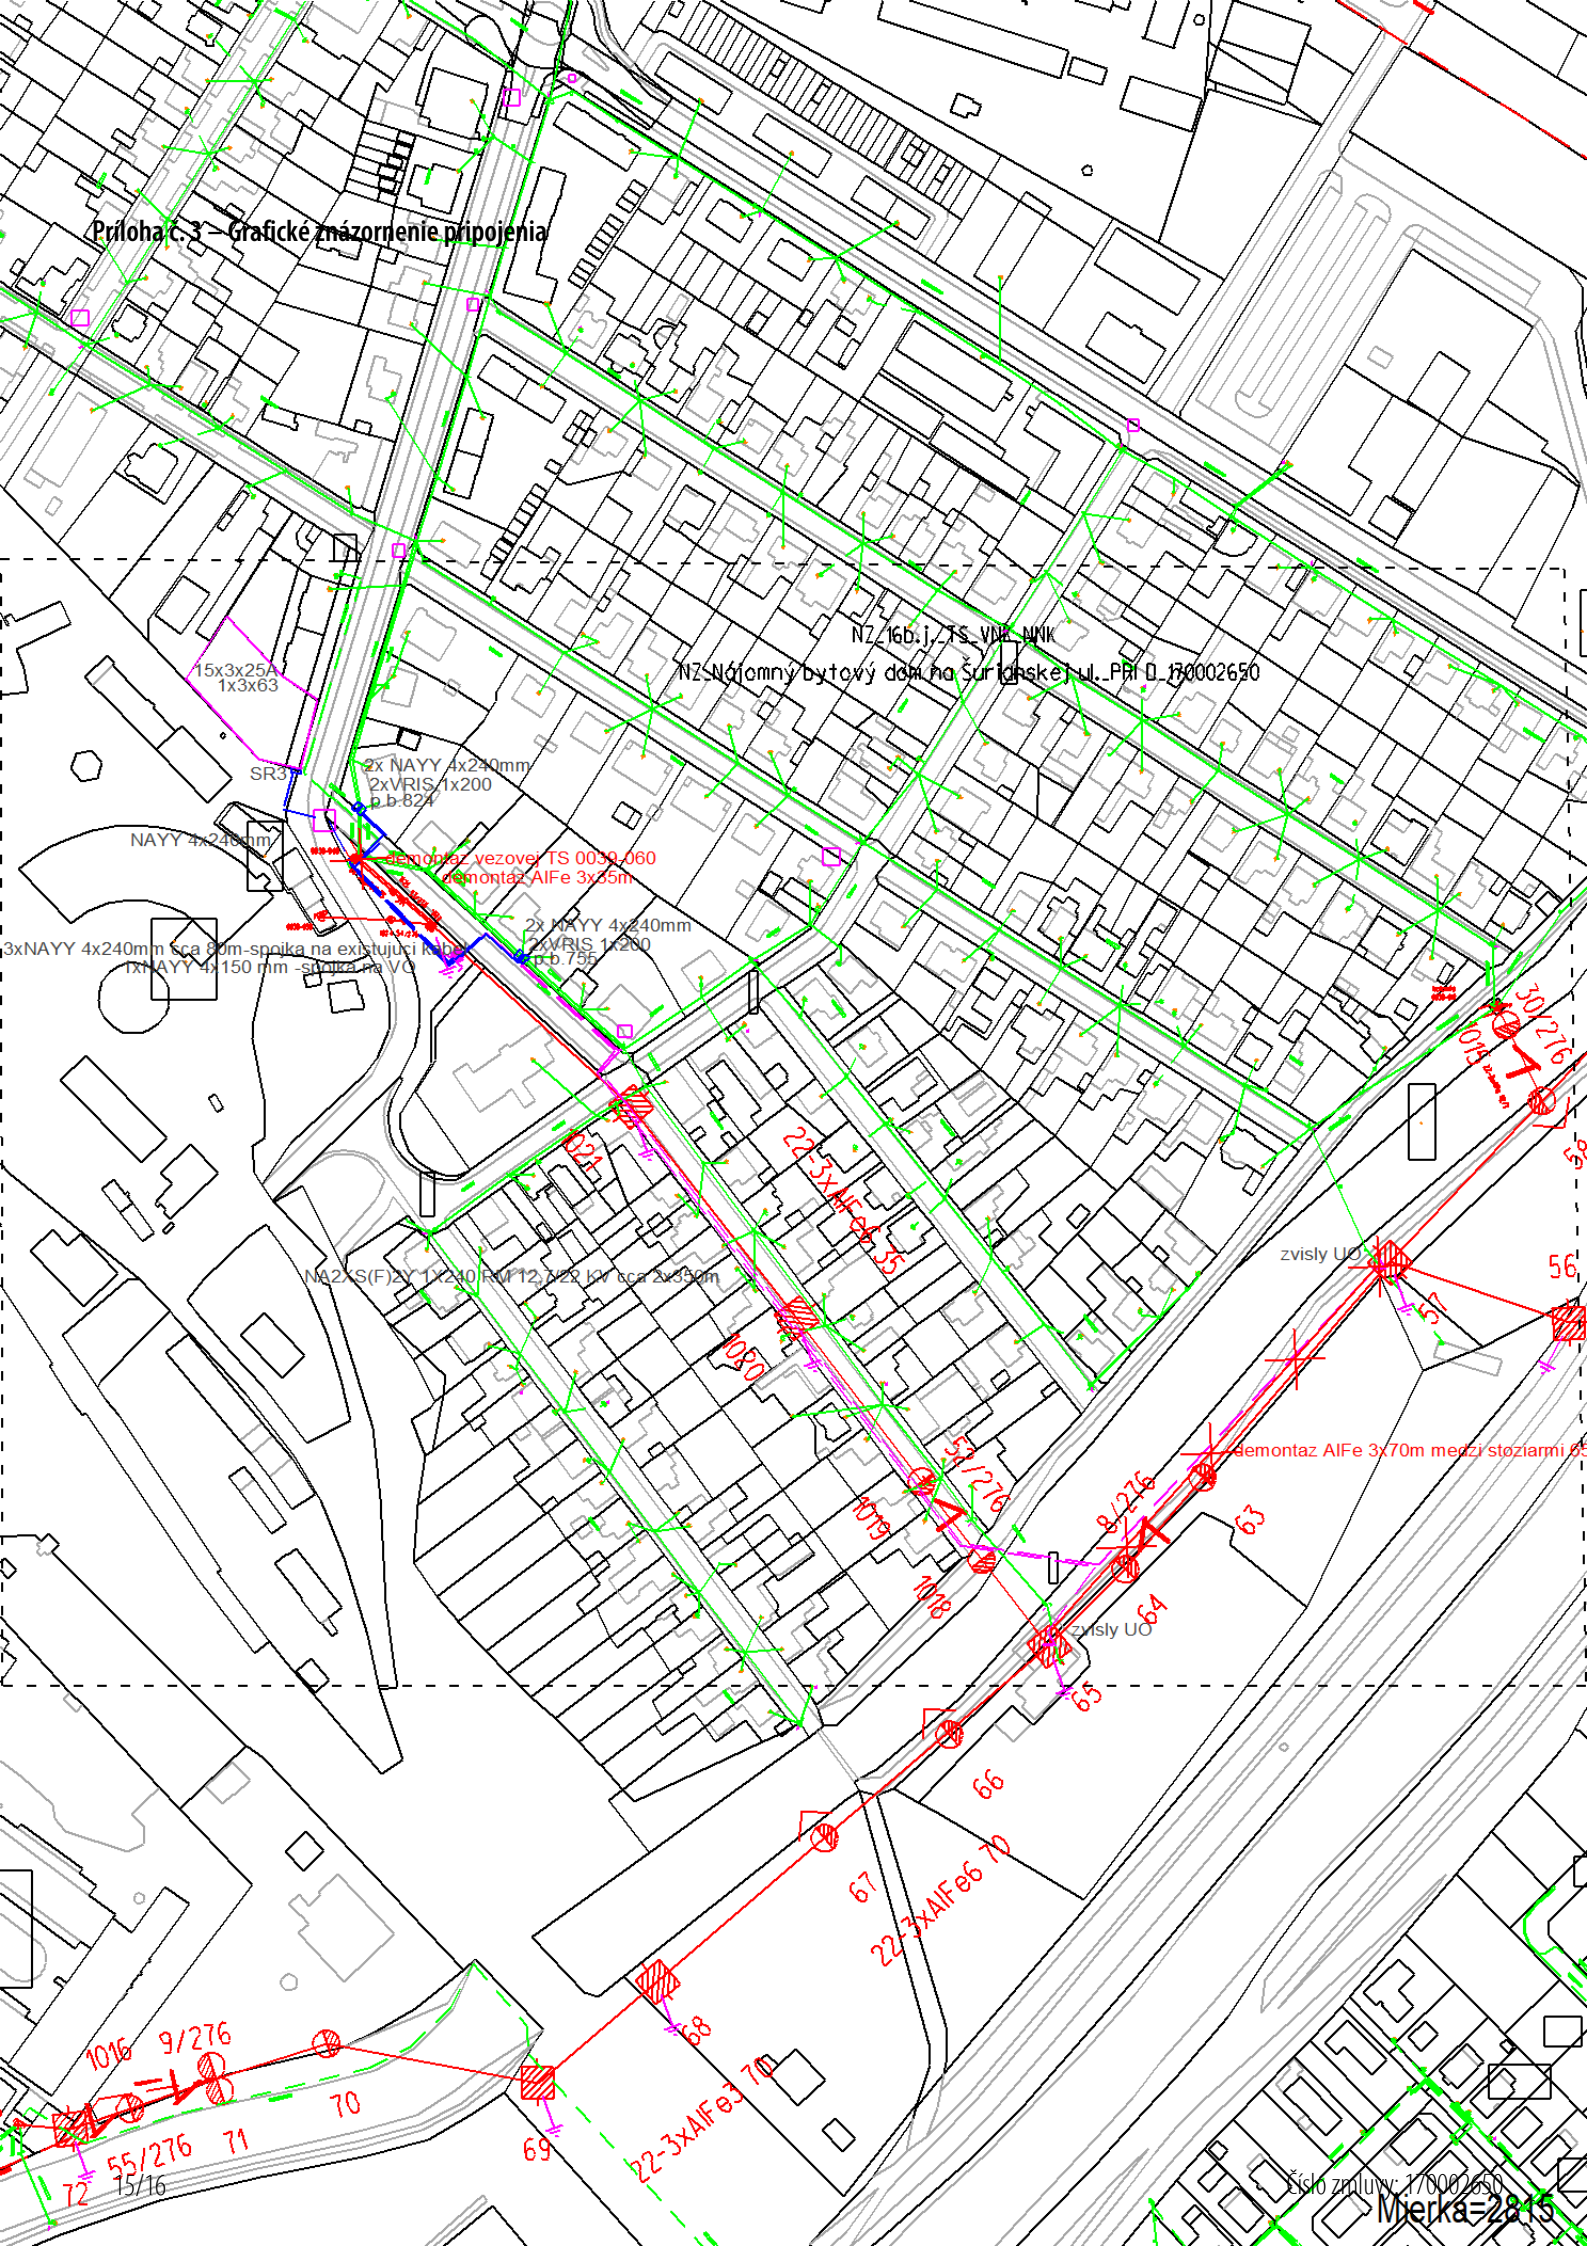 Príloha č. 3 – Grafické znázornenie pripojenia
NZ_16b.j._TS_VNK_NNK
NZ_Nájomný bytový dom na Šurianskej ul._PRI D_170002650
15x3x25A
1x3x63
SR3
2x NAYY 4x240mm
2xVRIS 1x200
p.b.824
NAYY 4x240mm
demontaz vezovej TS 0039-060
demontaz AlFe 3x35m
2x NAYY 4x240mm
2xVRIS 1x200
p.b.755
3xNAYY 4x240mm cca 80m-spojka na existujuci kabel
1xNAYY 4x150 mm -spojka na VO
30/276
1015
1021
22-3xAlFe6 35
58
zvisly UO
56
57
NA2XS(F)2Y 1X240 RM 12,7/22 KV cca 2x350m
1020
52/276
demontaz AlFe 3x70m medzi stoziarmi 65
1019
8/276
63
1018
64
zvisly UO
65
66
67
22-3xAlFe6 70
68
1016
9/276
22-3xAlFe3 70
70
71
69
55/276
72
15/16
Číslo zmluvy: 170002650
Mierka=2815